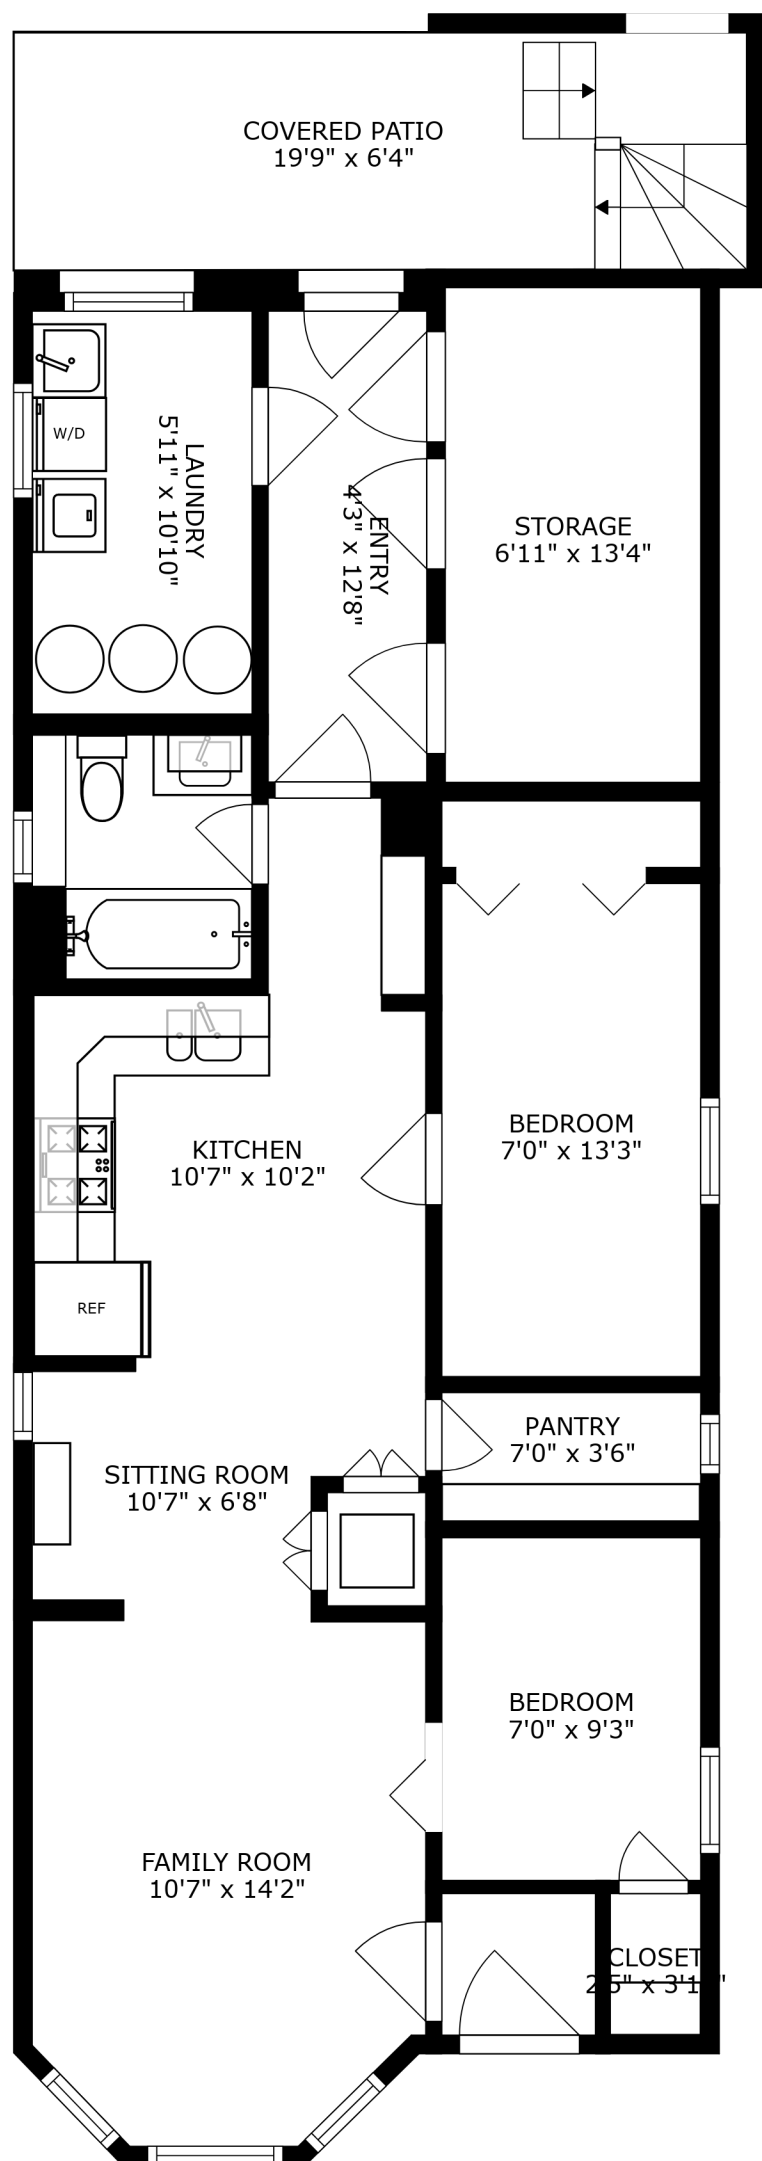 COVERED PATIO
19'9" x 6'4"
W/D
LAUNDRY
5'11" x 10'10"
ENTRY
4'3" x 12'8"
STORAGE
6'11" x 13'4"
KITCHEN
10'7" x 10'2"
BEDROOM
7'0" x 13'3"
REF
PANTRY
7'0" x 3'6"
SITTING ROOM
10'7" x 6'8"
BEDROOM
7'0" x 9'3"
FAMILY ROOM
10'7" x 14'2"
CLOSET
x